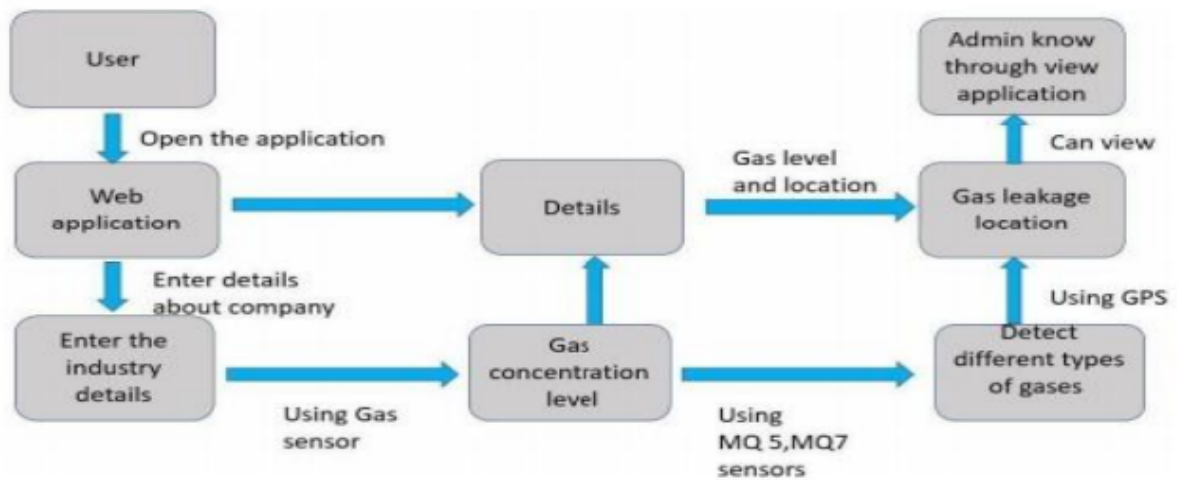 User
Open the application
Web
application
Enter details
about company
Enter the
industry
details
Using Gas
sensor
Details
Gas
concentration
level
Gas level
and location
Using
MQ 5,MQ7
sensors
Admin know
through view
application
Can view
Gas leakage
location
Using GPS
Detect
different types
of gases